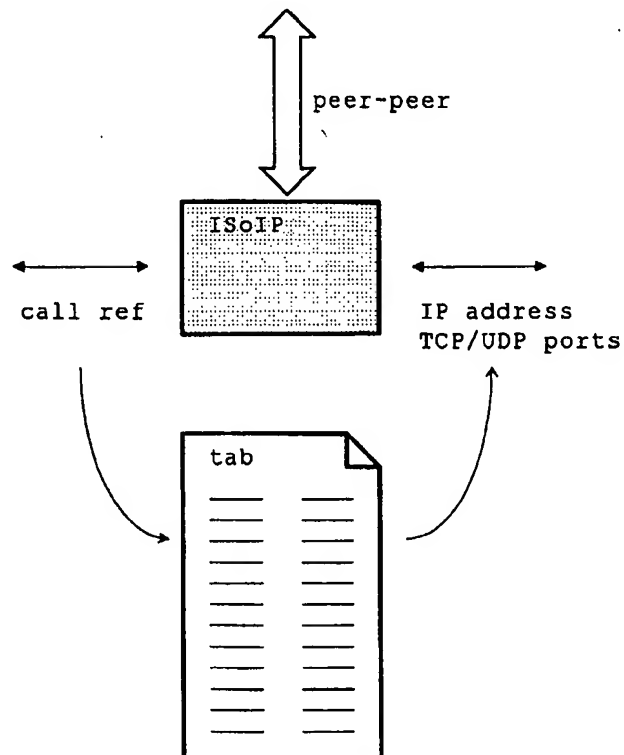 peer-peer
ISoIP
call ref
IP address
TCP/UDP ports
tab